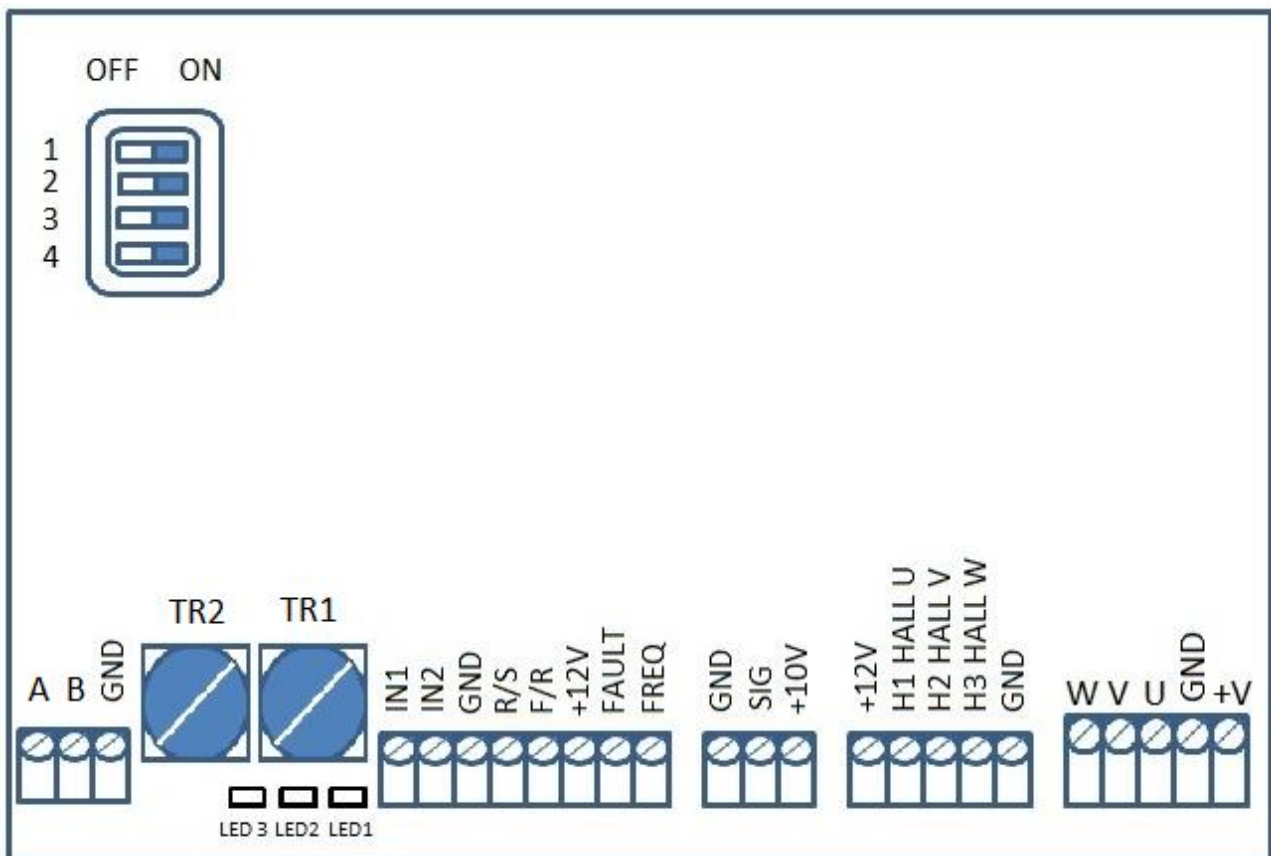 OFF ON
1
2
3
4
TR2 TR1
A B GND
IN1
IN2
GND
R/S
F/R
+12V
FAULT
FREQ
GND
SIG
+10V
+12V
H1 HALL U
H2 HALL V
H3 HALL W
GND
W V U GND +V
LED 3 LED2 LED1